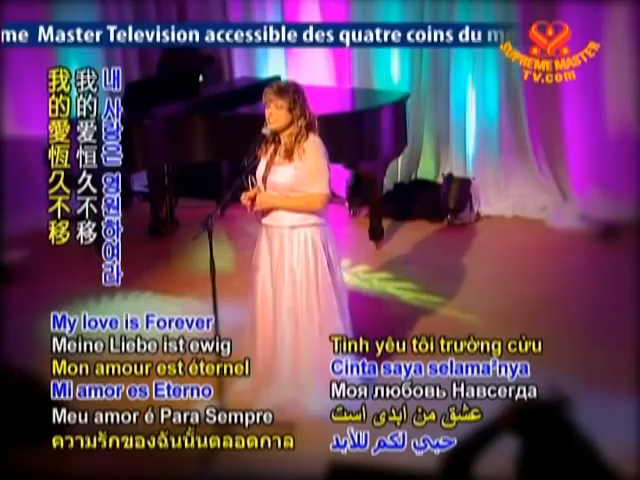 me Master Television accessible des quatre coins du m
SUPREME MASTER
TV.com
我的愛恆久不移
我的爱恒久不移
내 사랑은 영원하여라
My love is Forever
Meine Liebe ist ewig
Mon amour est éternel
Mi amor es Eterno
Meu amor é Para Sempre
ความรักของฉันนั้นตลอดกาล
Tình yêu tôi trường cửu
Cinta saya selama²nya
Моя любовь Навсегда
عشق من ابدی است
حبي لكم للأبد